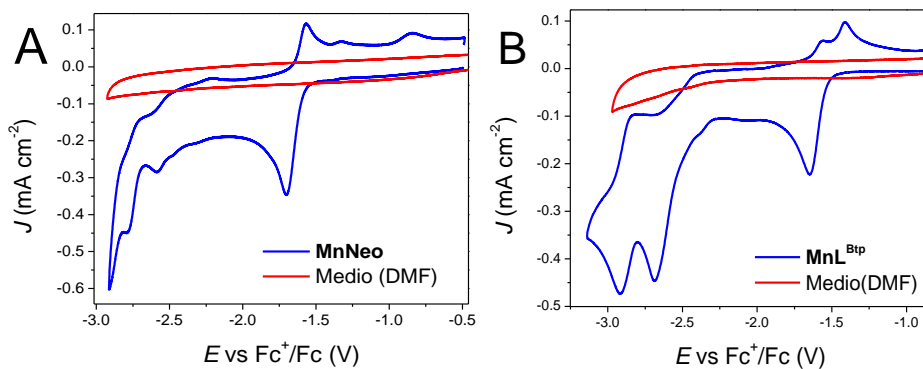 A
0.1
0.0
-0.1
-0.2
-0.3
-0.4
-0.5
-0.6
J (mA cm⁻²)
MnNeo
Medio (DMF)
-3.0 -2.5 -2.0 -1.5 -1.0 -0.5
E vs Fc⁺/Fc (V)
B
0.1
0.0
-0.1
-0.2
-0.3
-0.4
-0.5
J (mA cm⁻²)
MnLᴮᵗᵖ
Medio(DMF)
-3.0 -2.5 -2.0 -1.5 -1.0
E vs Fc⁺/Fc (V)